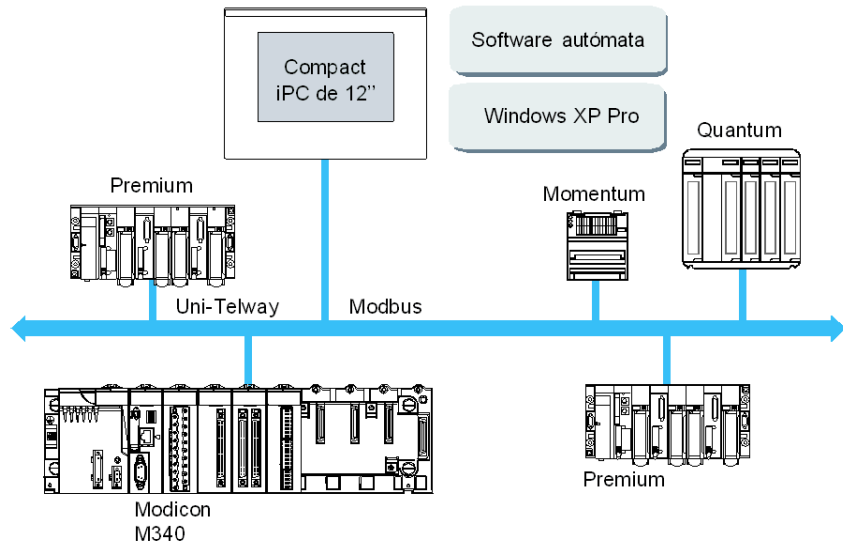 Compact
iPC de 12”
Software autómata
Windows XP Pro
Quantum
Premium
Momentum
Uni-Telway
Modbus
Modicon
M340
Premium